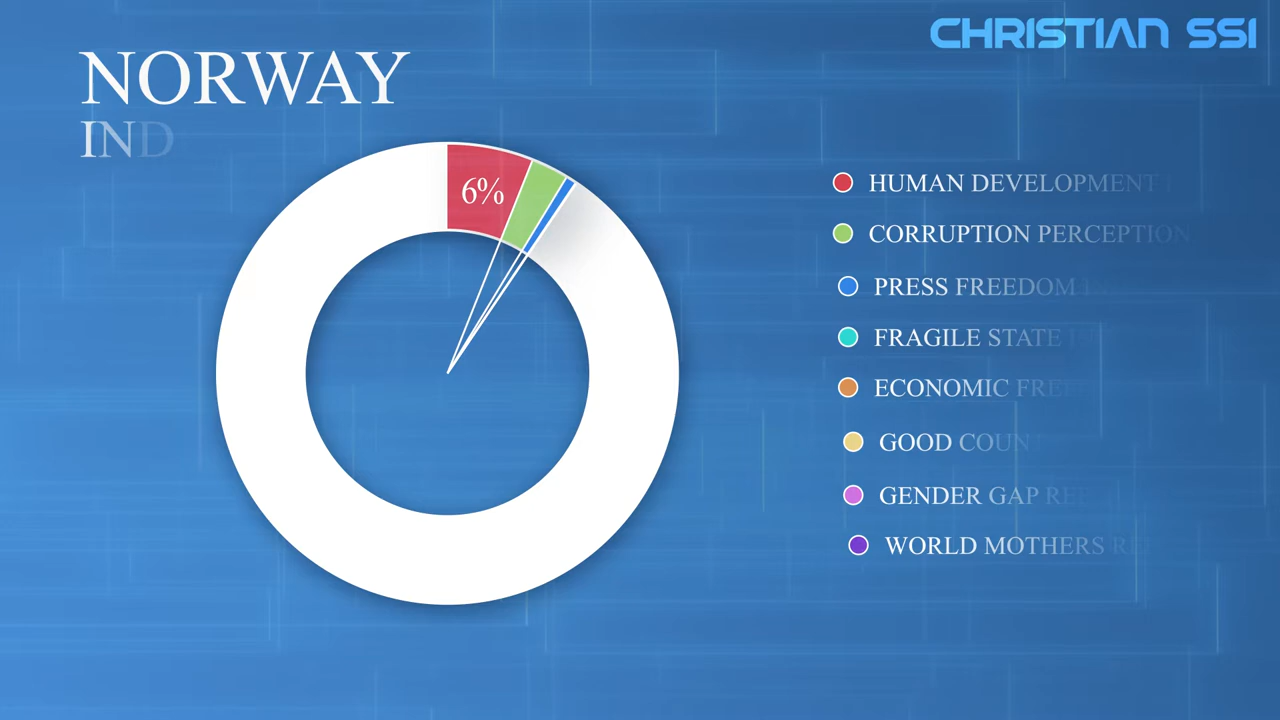 CHRISTIAN SSI
NORWAY
IND
6%
HUMAN DEVELOPMENT
CORRUPTION PERCEPTION
PRESS FREEDOM
FRAGILE STATE
ECONOMIC
GOOD
GENDER GAP
WORLD MOTHERS